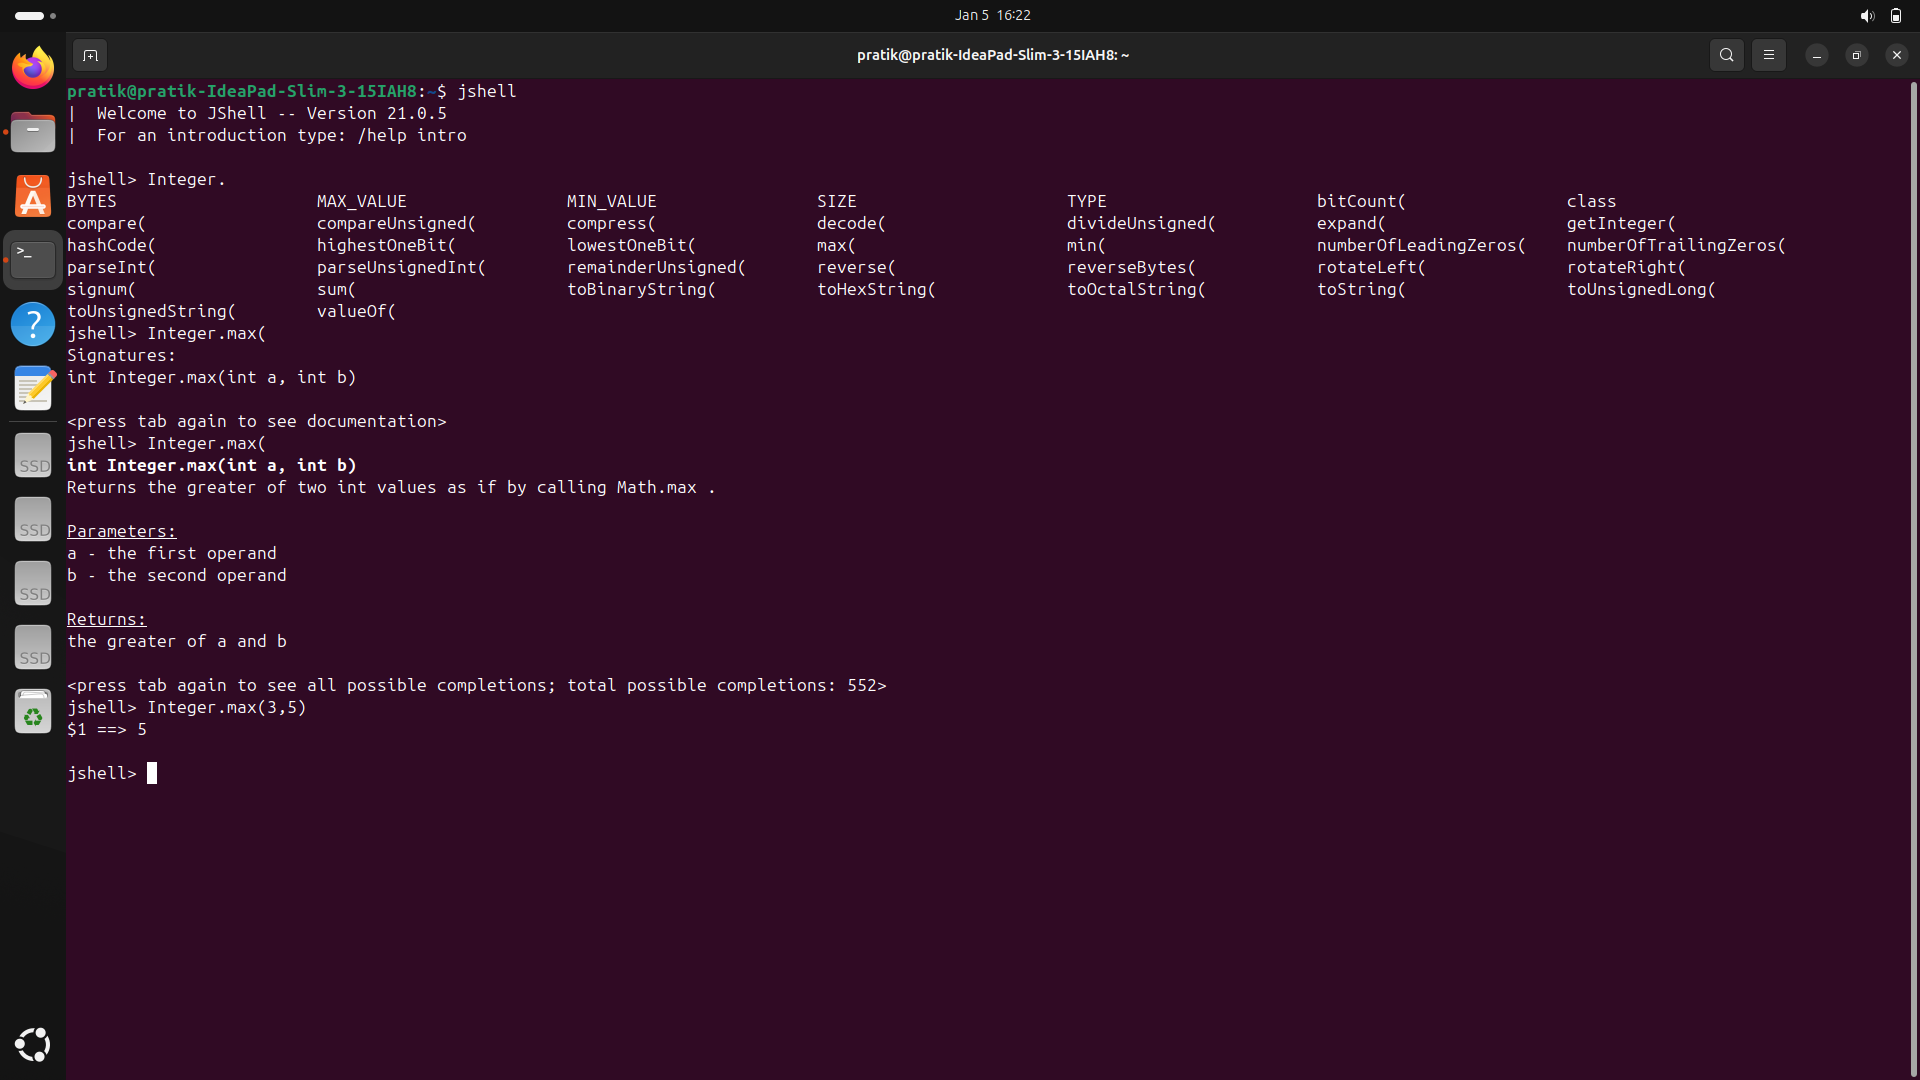 Jan 5 16:22
pratik@pratik-IdeaPad-Slim-3-15IAH8: ~
pratik@pratik-IdeaPad-Slim-3-15IAH8:~$ jshell
| Welcome to JShell -- Version 21.0.5
| For an introduction type: /help intro
jshell> Integer.
BYTES MAX_VALUE MIN_VALUE SIZE TYPE bitCount( class
compare( compareUnsigned( compress( decode( divideUnsigned( expand( getInteger(
hashCode( highestOneBit( lowestOneBit( max( min( numberOfLeadingZeros( numberOfTrailingZeros(
parseInt( parseUnsignedInt( remainderUnsigned( reverse( reverseBytes( rotateLeft( rotateRight(
signum( sum( toBinaryString( toHexString( toOctalString( toString( toUnsignedLong(
toUnsignedString( valueOf(
jshell> Integer.max(
Signatures:
int Integer.max(int a, int b)
<press tab again to see documentation>
jshell> Integer.max(
int Integer.max(int a, int b)
Returns the greater of two int values as if by calling Math.max .
Parameters:
a - the first operand
b - the second operand
Returns:
the greater of a and b
<press tab again to see all possible completions; total possible completions: 552>
jshell> Integer.max(3,5)
$1 ==> 5
jshell>
SSD
SSD
SSD
SSD